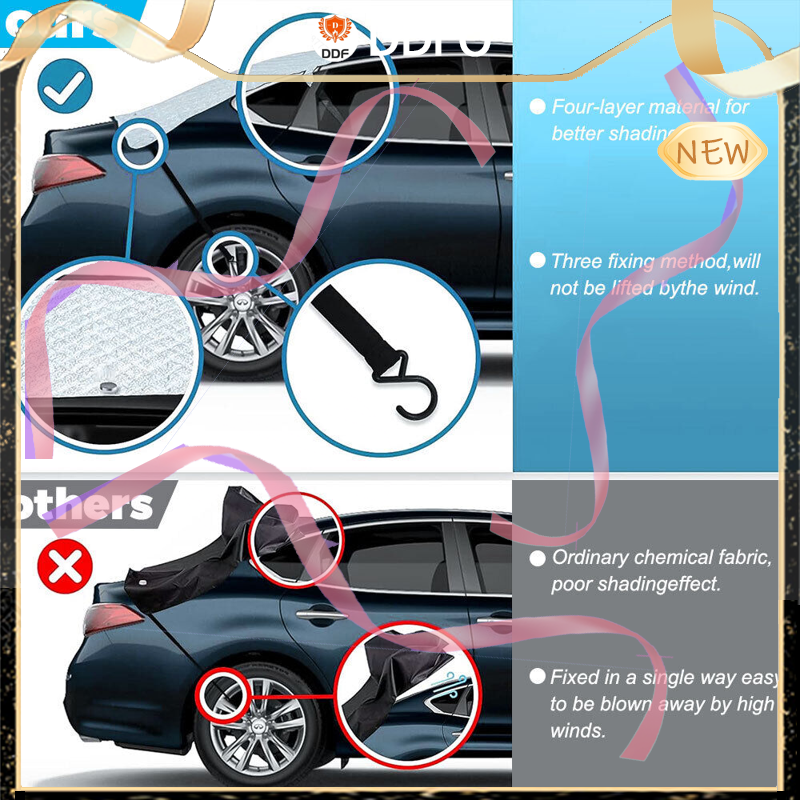 ours
DDF
Four-layer material for
better shading
NEW
Three fixing method,will
not be lifted bythe wind.
others
Ordinary chemical fabric,
poor shadingeffect.
Fixed in a single way easy
to be blown away by high
winds.